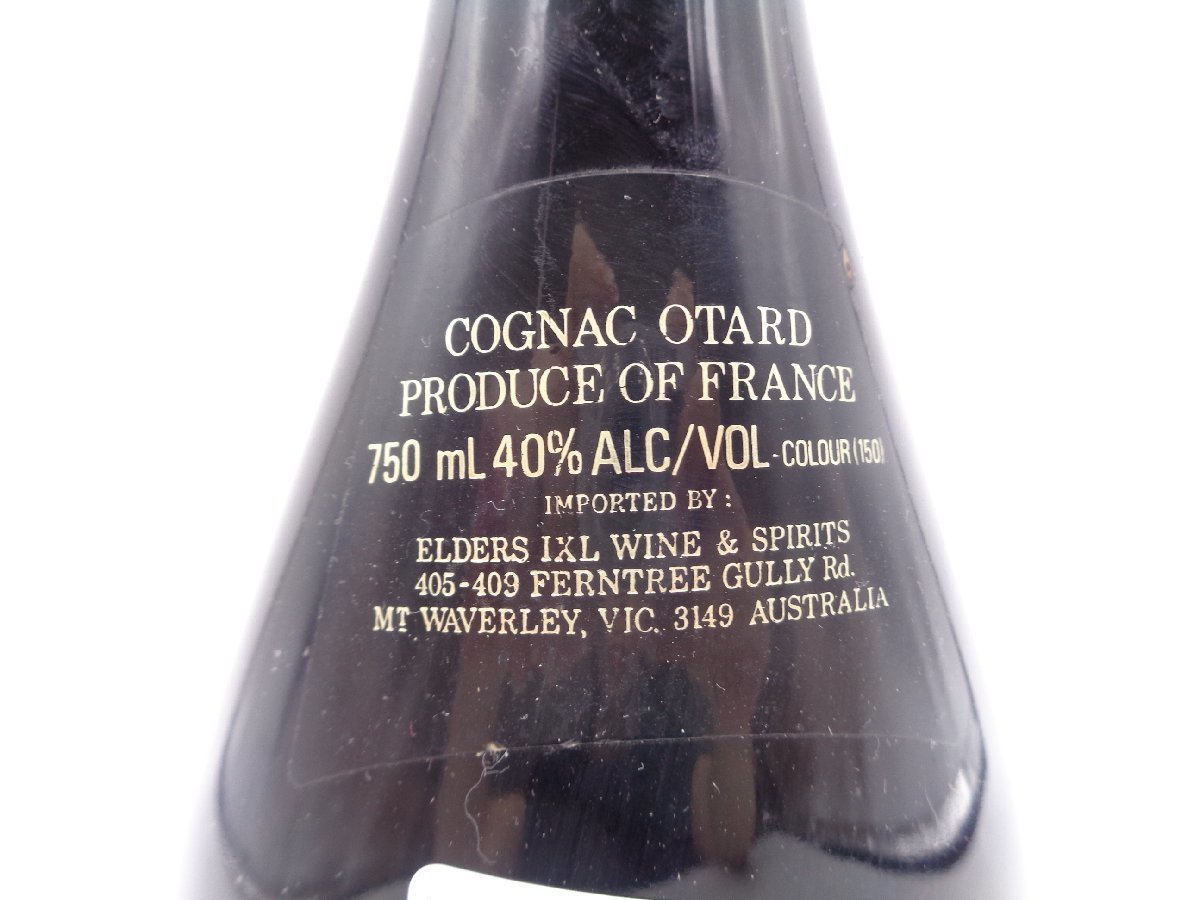 COGNAC OTARD
PRODUCE OF FRANCE
750 mL 40% ALC/VOL - COLOUR (150)
IMPORTED BY :
ELDERS IXL WINE & SPIRITS
405-409 FERNTREE GULLY Rd.
MT WAVERLEY, VIC. 3149 AUSTRALIA